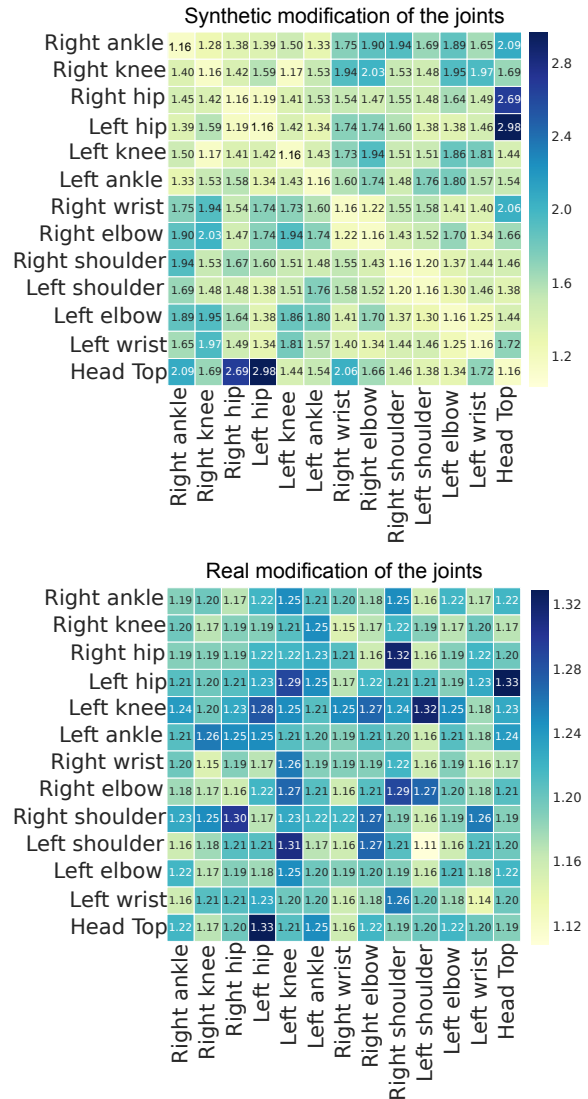 Synthetic modification of the joints
Right ankle 1.16 1.28 1.38 1.39 1.50 1.33 1.75 1.90 1.94 1.69 1.89 1.65 2.09
Right knee 1.40 1.16 1.42 1.59 1.17 1.53 1.94 2.03 1.53 1.48 1.95 1.97 1.69
Right hip 1.45 1.42 1.16 1.19 1.41 1.53 1.54 1.47 1.55 1.48 1.64 1.49 2.69
Left hip 1.39 1.59 1.19 1.16 1.42 1.34 1.74 1.74 1.60 1.38 1.38 1.46 2.98
Left knee 1.50 1.17 1.41 1.42 1.16 1.43 1.73 1.94 1.51 1.51 1.86 1.81 1.44
Left ankle 1.33 1.53 1.58 1.34 1.43 1.16 1.60 1.74 1.48 1.76 1.80 1.57 1.54
Right wrist 1.75 1.94 1.54 1.74 1.73 1.60 1.16 1.22 1.55 1.58 1.41 1.40 2.06
Right elbow 1.90 2.03 1.47 1.74 1.94 1.74 1.22 1.16 1.43 1.52 1.70 1.34 1.66
Right shoulder 1.94 1.53 1.67 1.60 1.51 1.48 1.55 1.43 1.16 1.20 1.37 1.44 1.46
Left shoulder 1.69 1.48 1.48 1.38 1.51 1.76 1.58 1.52 1.20 1.16 1.30 1.46 1.38
Left elbow 1.89 1.95 1.64 1.38 1.86 1.80 1.41 1.70 1.37 1.30 1.16 1.25 1.44
Left wrist 1.65 1.97 1.49 1.34 1.81 1.57 1.40 1.34 1.44 1.46 1.25 1.16 1.72
Head Top 2.09 1.69 2.69 2.98 1.44 1.54 2.06 1.66 1.46 1.38 1.34 1.72 1.16
Right ankle
Right knee
Right hip
Left hip
Left knee
Left ankle
Right wrist
Right elbow
Right shoulder
Left shoulder
Left elbow
Left wrist
Head Top
2.8
2.4
2.0
1.6
1.2
Real modification of the joints
Right ankle 1.19 1.20 1.17 1.22 1.25 1.21 1.20 1.18 1.25 1.16 1.22 1.17 1.22
Right knee 1.20 1.17 1.19 1.19 1.21 1.25 1.15 1.17 1.22 1.19 1.17 1.20 1.17
Right hip 1.19 1.19 1.19 1.22 1.22 1.23 1.21 1.16 1.32 1.16 1.19 1.22 1.20
Left hip 1.21 1.20 1.21 1.23 1.29 1.25 1.17 1.22 1.21 1.21 1.19 1.23 1.33
Left knee 1.24 1.20 1.23 1.28 1.25 1.21 1.25 1.27 1.24 1.32 1.25 1.18 1.23
Left ankle 1.21 1.26 1.25 1.25 1.21 1.20 1.19 1.21 1.20 1.16 1.21 1.18 1.24
Right wrist 1.20 1.15 1.19 1.17 1.26 1.19 1.19 1.19 1.22 1.16 1.19 1.16 1.17
Right elbow 1.18 1.17 1.16 1.22 1.27 1.21 1.16 1.21 1.29 1.27 1.20 1.18 1.21
Right shoulder 1.23 1.25 1.30 1.17 1.23 1.22 1.22 1.27 1.19 1.16 1.18 1.26 1.19
Left shoulder 1.16 1.18 1.21 1.21 1.31 1.17 1.16 1.27 1.21 1.11 1.16 1.21 1.20
Left elbow 1.22 1.17 1.19 1.18 1.25 1.20 1.19 1.20 1.19 1.16 1.21 1.18 1.22
Left wrist 1.16 1.21 1.21 1.23 1.20 1.20 1.16 1.18 1.26 1.20 1.18 1.14 1.20
Head Top 1.22 1.17 1.20 1.33 1.21 1.25 1.16 1.22 1.19 1.20 1.22 1.17 1.19
Right ankle
Right knee
Right hip
Left hip
Left knee
Left ankle
Right wrist
Right elbow
Right shoulder
Left shoulder
Left elbow
Left wrist
Head Top
1.32
1.28
1.24
1.20
1.16
1.12